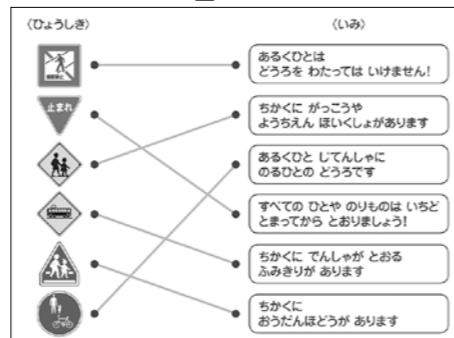 〈ひょうしき〉
〈いみ〉
あるくひとは
どうろを わたっては いけません!
止まれ
ちかくに がっこうや
ようちえん ほいくしょがあります
あるくひと じてんしゃに
のるひとの どうろです
すべての ひとや のりものは いちど
とまってから とおりましょう!
ちかくに でんしゃが とおる
ふみきりが あります
ちかくに
おうだんほどうが あります